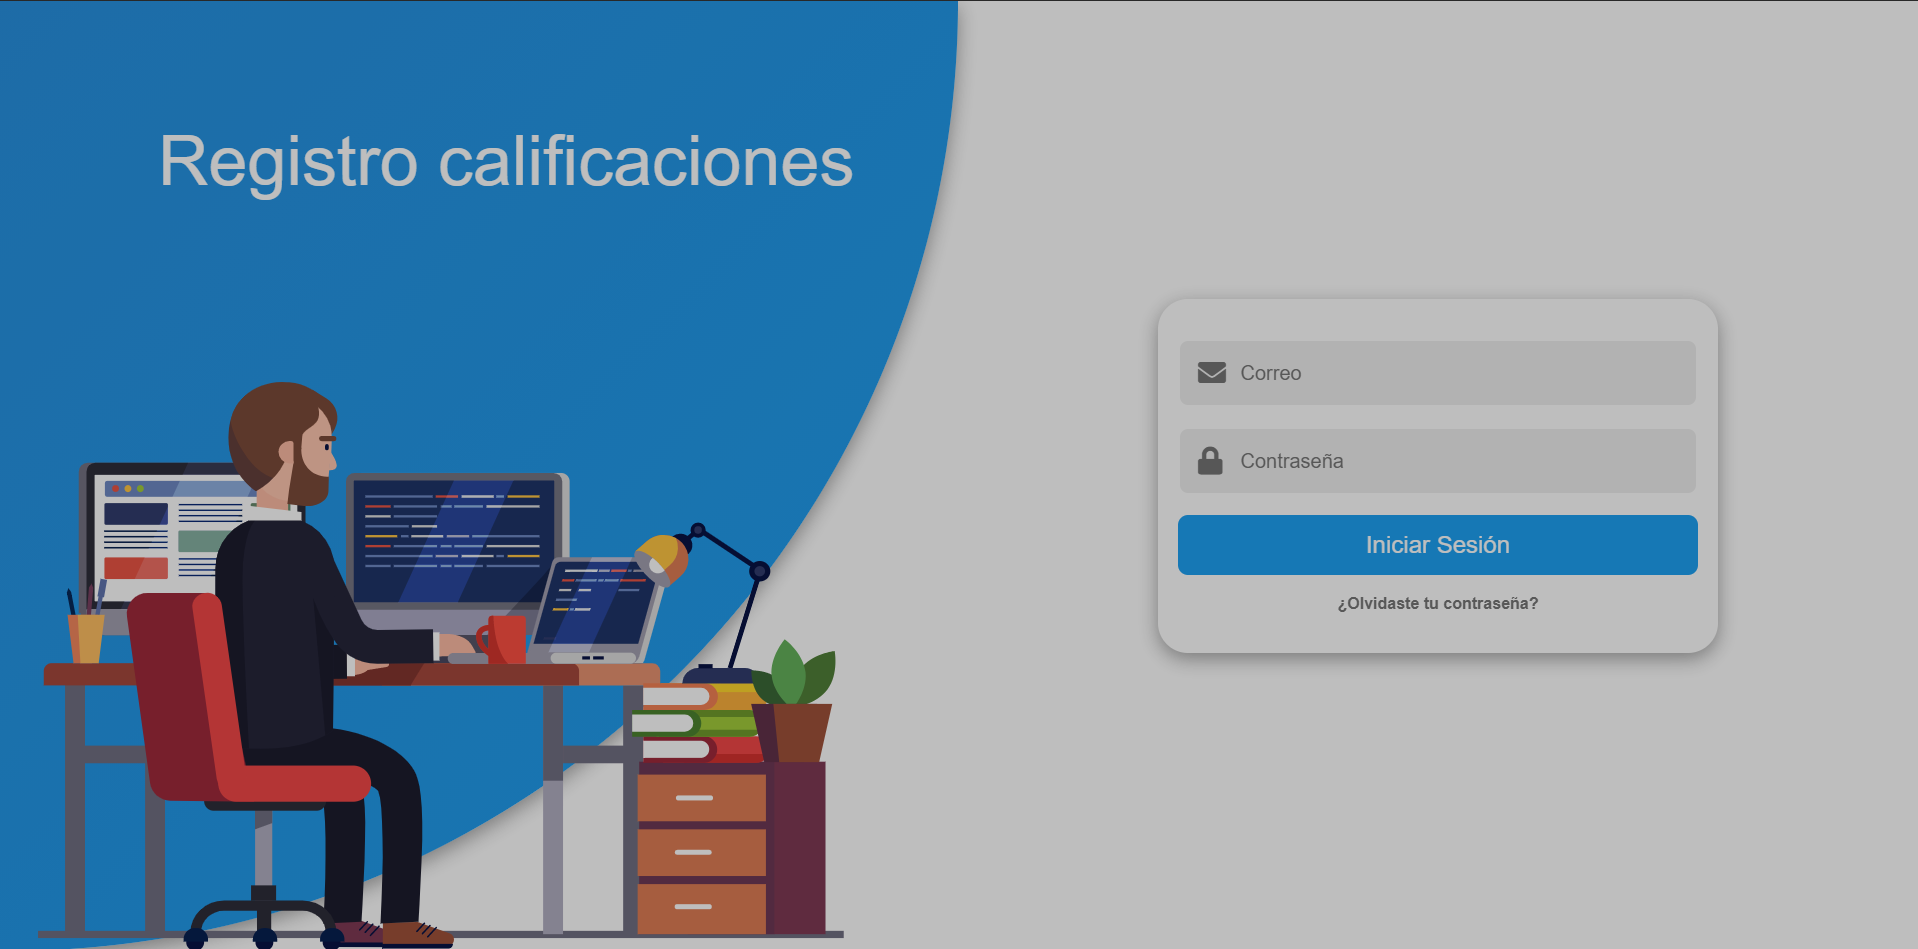 Registro calificaciones
Correo
Contraseña
Iniciar Sesión
¿Olvidaste tu contraseña?